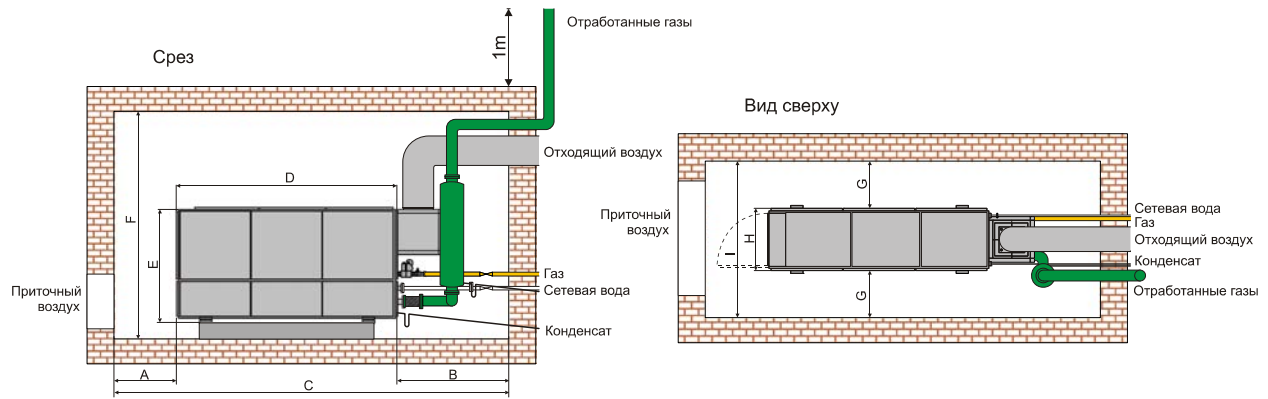 Срез
1m
Отработанные газы
Отходящий воздух
D
F
E
Газ
Сетевая вода
Приточный
воздух
Конденсат
A
B
C
Вид сверху
G
Приточный
воздух
H
I
G
Сетевая вода
Газ
Отходящий воздух
Конденсат
Отработанные газы